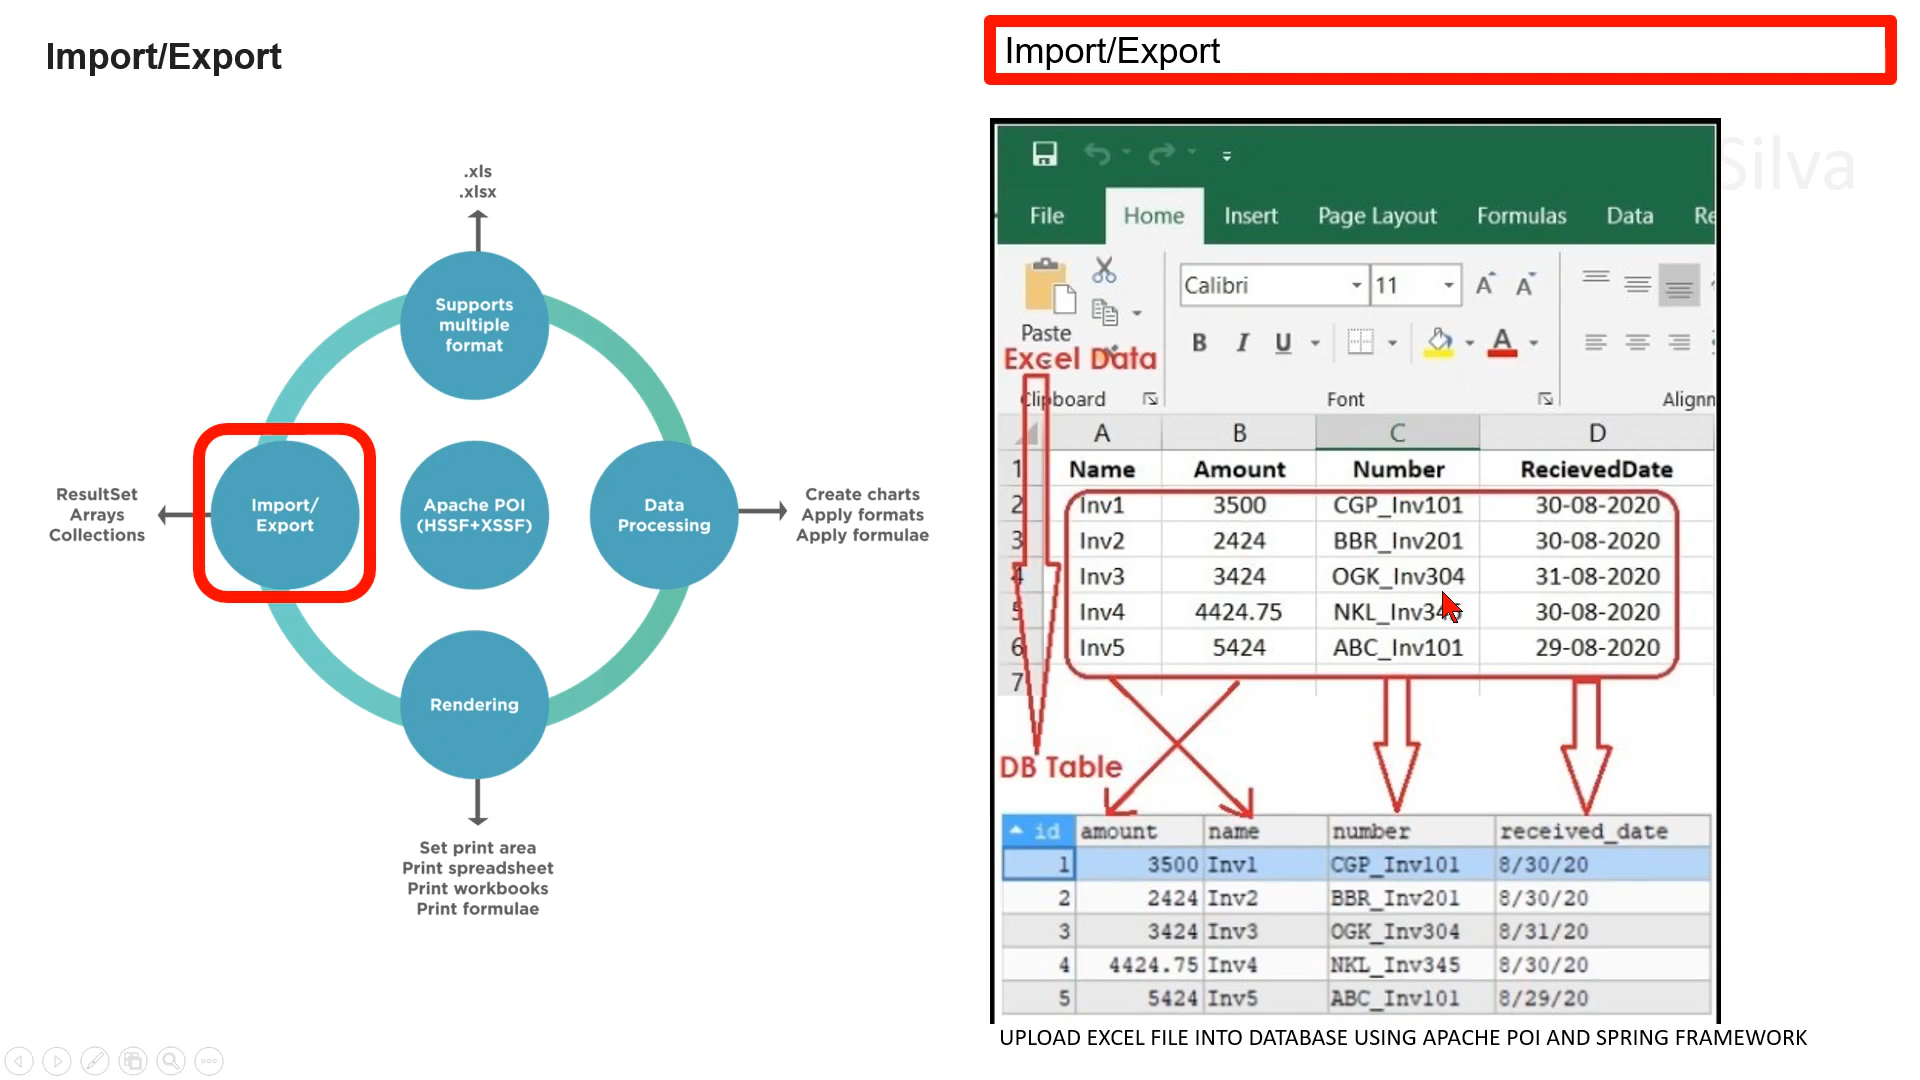 Import/Export
Import/Export
Silva
.xls
.xlsx
Supports
multiple
format
ResultSet
Arrays
Collections
Import/
Export
Apache POI
(HSSF+XSSF)
Data
Processing
Create charts
Apply formats
Apply formulae
Rendering
Set print area
Print spreadsheet
Print workbooks
Print formulae
File Home Insert Page Layout Formulas Data Re
Calibri 11
Paste
B I U A
Excel Data
Clipboard Font Alignn
A B C D
1 Name Amount Number RecievedDate
2 Inv1 3500 CGP_Inv101 30-08-2020
3 Inv2 2424 BBR_Inv201 30-08-2020
4 Inv3 3424 OGK_Inv304 31-08-2020
5 Inv4 4424.75 NKL_Inv345 30-08-2020
6 Inv5 5424 ABC_Inv101 29-08-2020
7
DB Table
id amount name number received_date
1 3500 Inv1 CGP_Inv101 8/30/20
2 2424 Inv2 BBR_Inv201 8/30/20
3 3424 Inv3 OGK_Inv304 8/31/20
4 4424.75 Inv4 NKL_Inv345 8/30/20
5 5424 Inv5 ABC_Inv101 8/29/20
UPLOAD EXCEL FILE INTO DATABASE USING APACHE POI AND SPRING FRAMEWORK